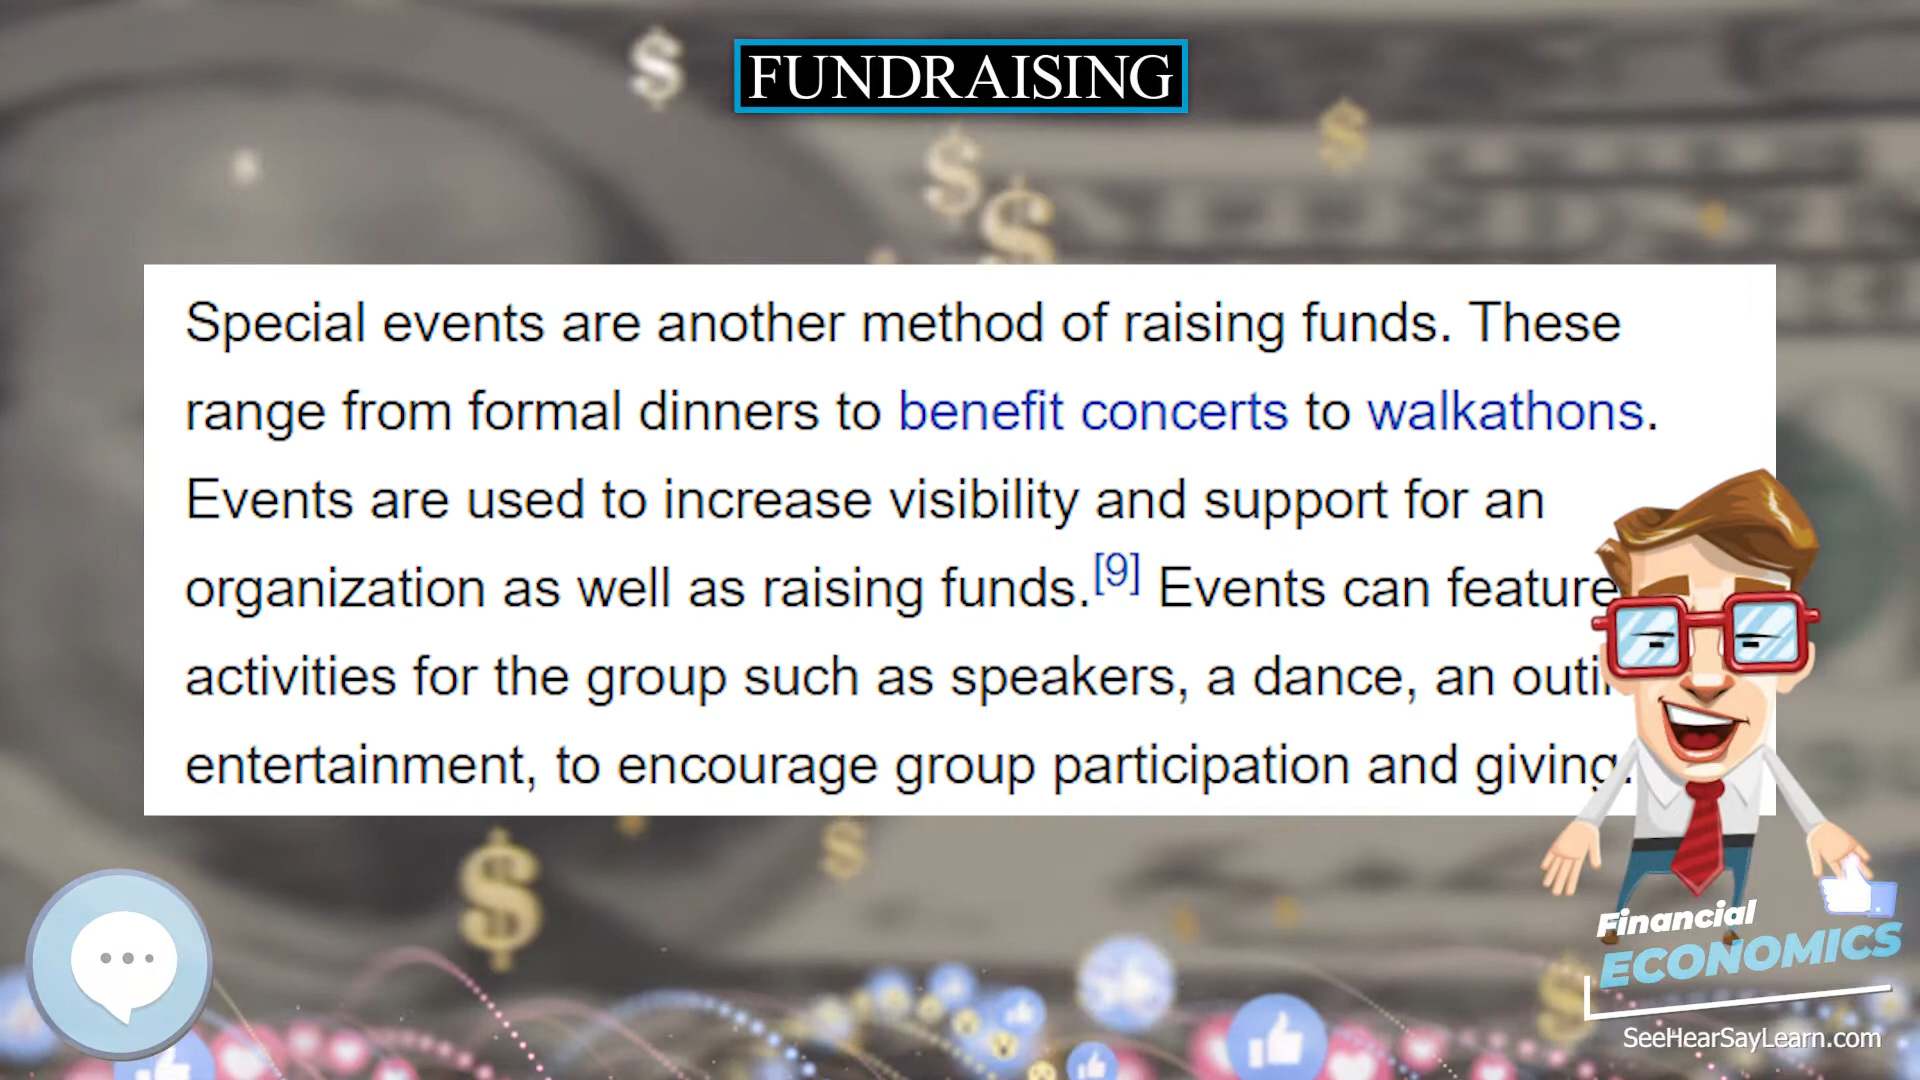 FUNDRAISING
Special events are another method of raising funds. These
range from formal dinners to benefit concerts to walkathons.
Events are used to increase visibility and support for an
organization as well as raising funds.[9] Events can feature
activities for the group such as speakers, a dance, an
entertainment, to encourage group participation and giving.
Financial
ECONOMICS
SeeHearSayLearn.com